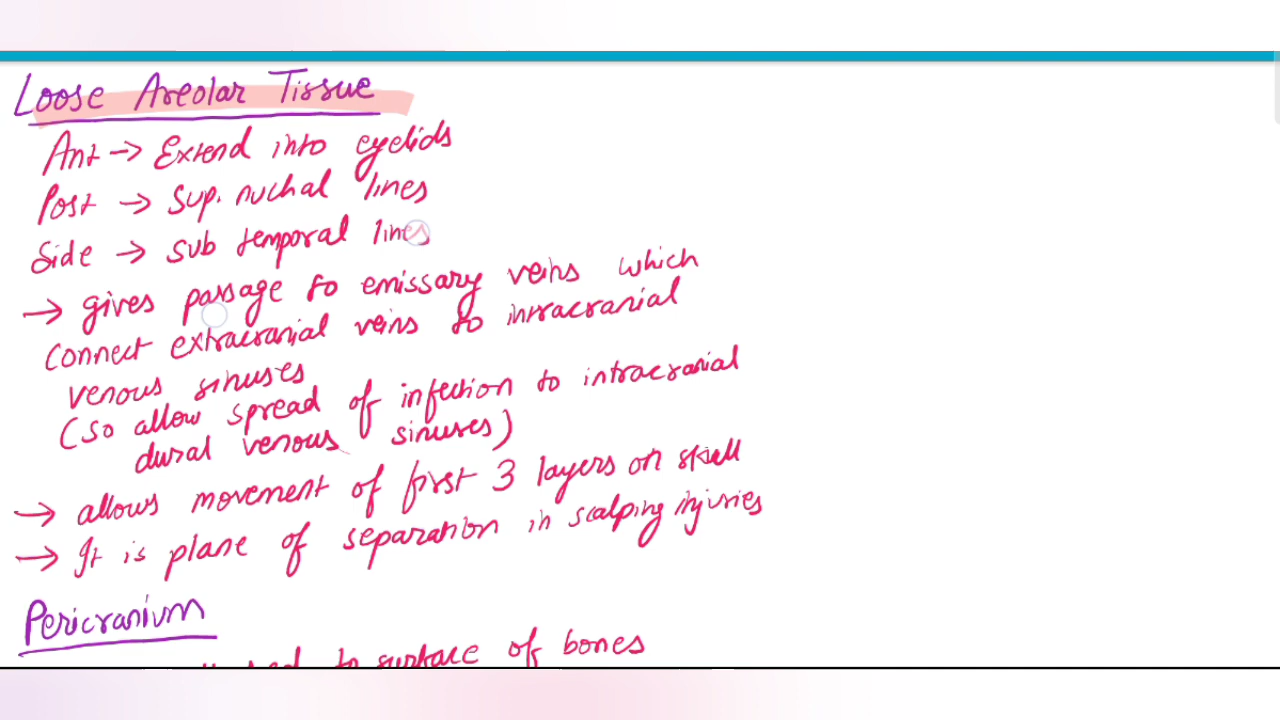 Loose Areolar Tissue
Ant → Extend into eyelids
Post → Sup. nuchal lines
Side → Sub temporal lines
→ gives passage to emissary veins which
connect extracranial veins to intracranial
venous sinuses
(so allow spread of infection to intracranial
dural venous sinuses)
→ allows movement of first 3 layers on skull
→ It is plane of separation in scalping injuries
Pericranium
to surface of bones